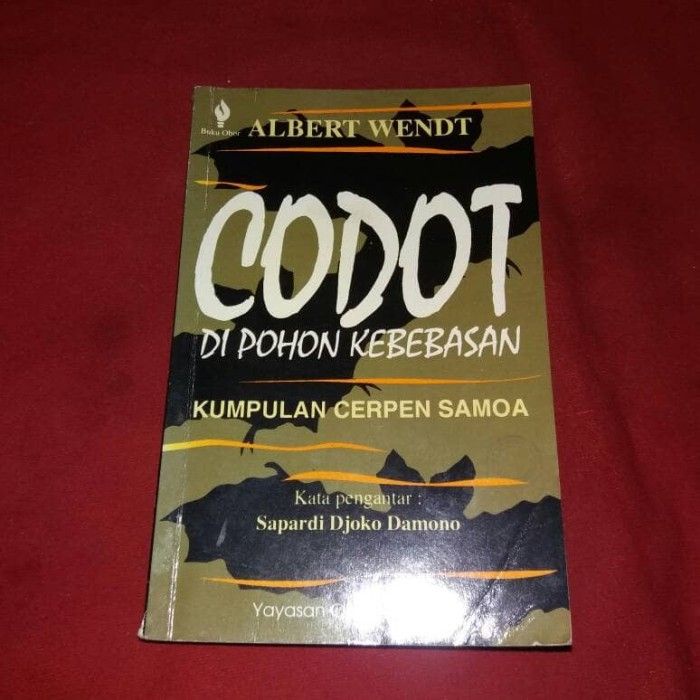 Buku Obor
ALBERT WENDT
CODOT
DI POHON KEBEBASAN
KUMPULAN CERPEN SAMOA
Kata pengantar :
Sapardi Djoko Damono
Yayasan